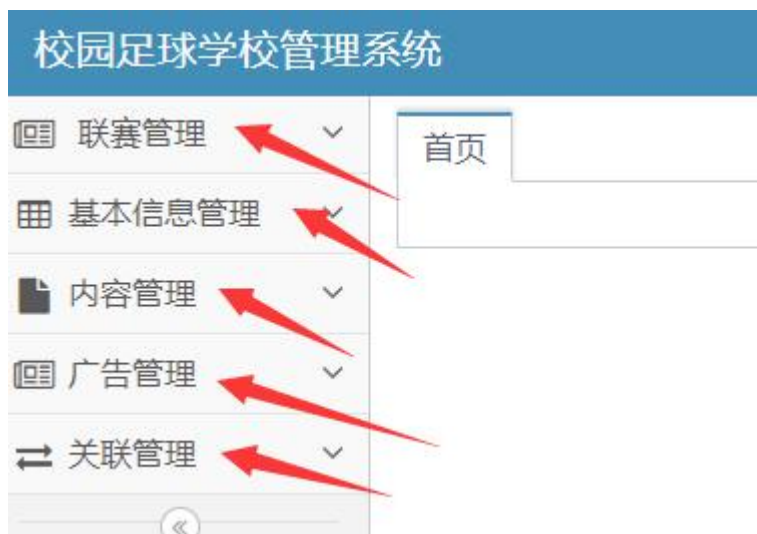 校园足球学校管理系统
联赛管理
首页
基本信息管理
内容管理
广告管理
关联管理